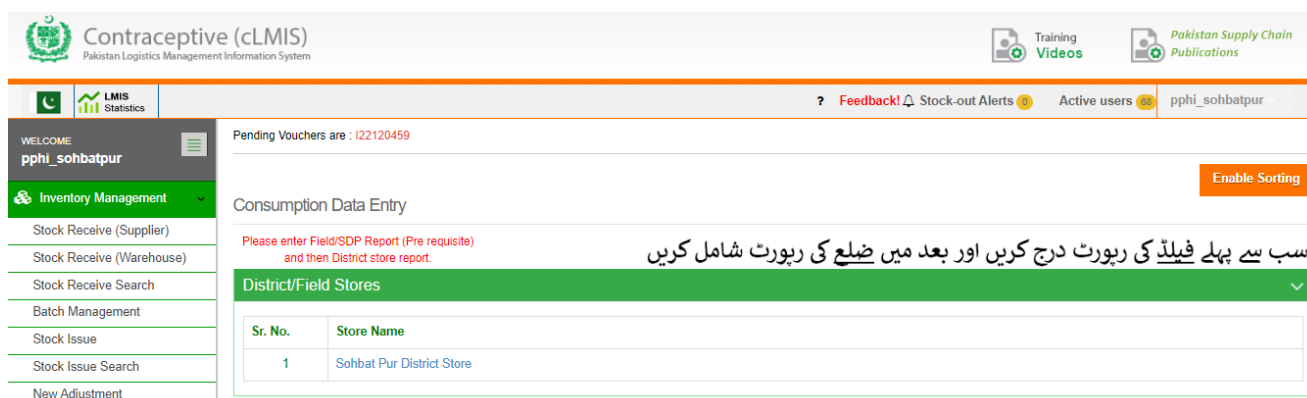 Contraceptive (cLMIS)
Pakistan Logistics Management Information System
Training
Videos
Pakistan Supply Chain
Publications
LMIS
Statistics
? Feedback! Stock-out Alerts 0 Active users 68 pphi_sohbatpur
WELCOME
pphi_sohbatpur
Pending Vouchers are : I22120459
Enable Sorting
Inventory Management
Consumption Data Entry
Stock Receive (Supplier)
Please enter Field/SDP Report (Pre requisite)
and then District store report.
سب سے پہلے فیلڈ کی رپورٹ درج کریں اور بعد میں ضلع کی رپورٹ شامل کریں
Stock Receive (Warehouse)
Stock Receive Search
District/Field Stores
Batch Management
Sr. No. Store Name
Stock Issue
1 Sohbat Pur District Store
Stock Issue Search
New Adjustment